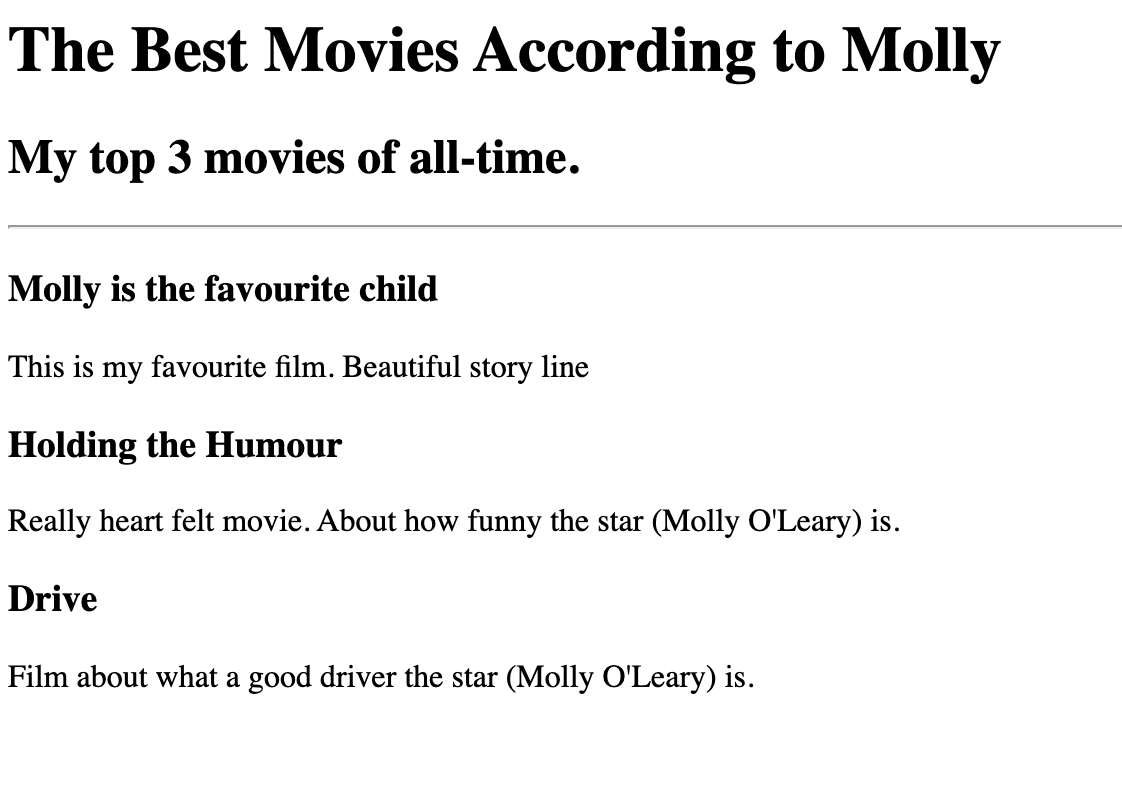 The Best Movies According to Molly
My top 3 movies of all-time.
Molly is the favourite child
This is my favourite film. Beautiful story line
Holding the Humour
Really heart felt movie. About how funny the star (Molly O'Leary) is.
Drive
Film about what a good driver the star (Molly O'Leary) is.